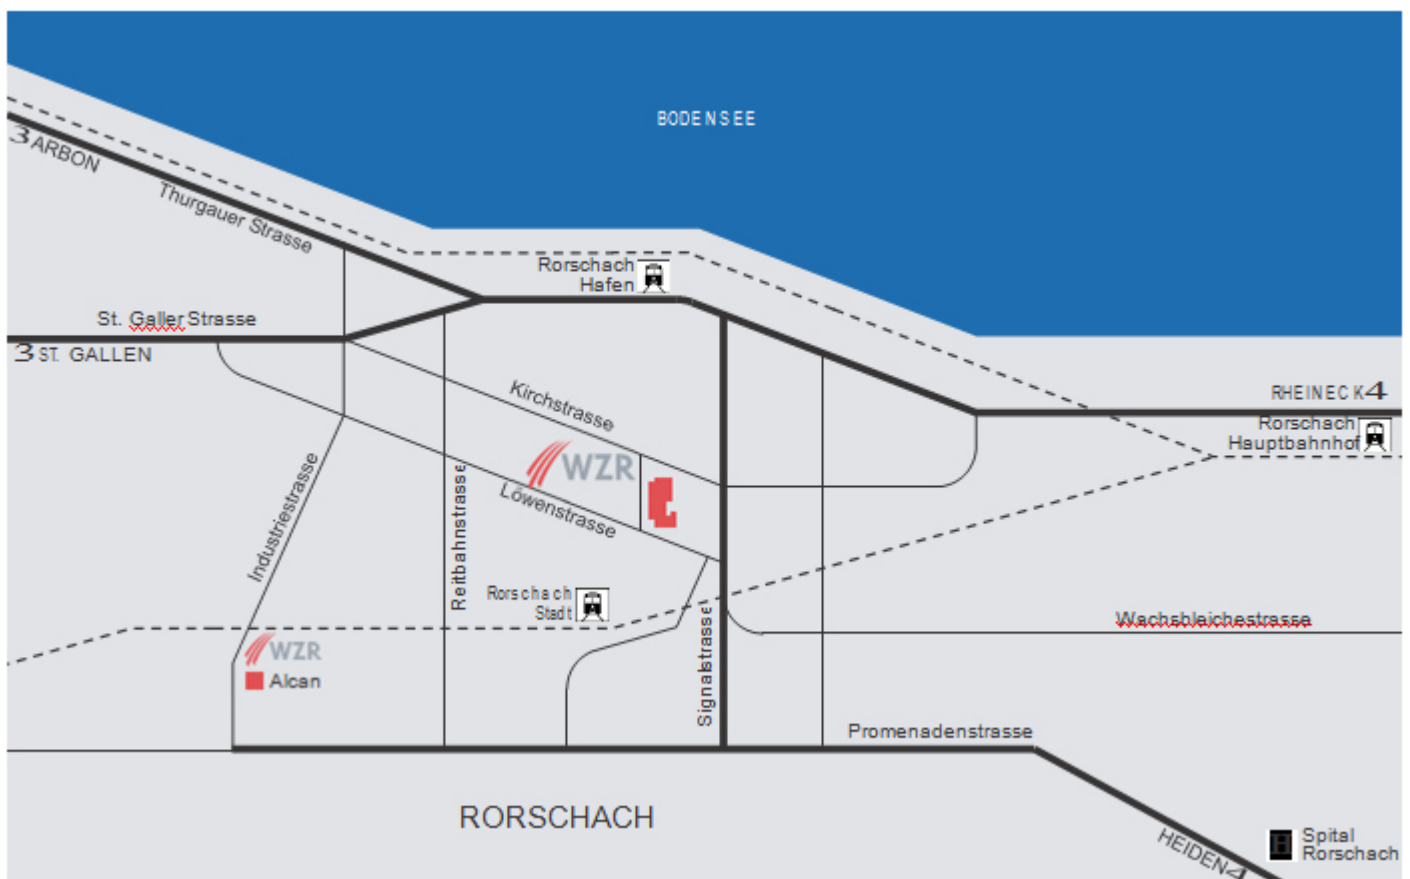 BODENSEE
3 ARBON
Thurgauer Strasse
Rorschach
Hafen
St. Galler Strasse
3 ST. GALLEN
RHEINECK 4
Rorschach
Hauptbahnhof
Kirchstrasse
WZR
Löwenstrasse
Industriestrasse
Reitbahnstrasse
Rorschach
Stadt
Signalstrasse
Wachsbleichestrasse
WZR
Alcan
Promenadenstrasse
RORSCHACH
HEIDEN 4
H
Spital
Rorschach